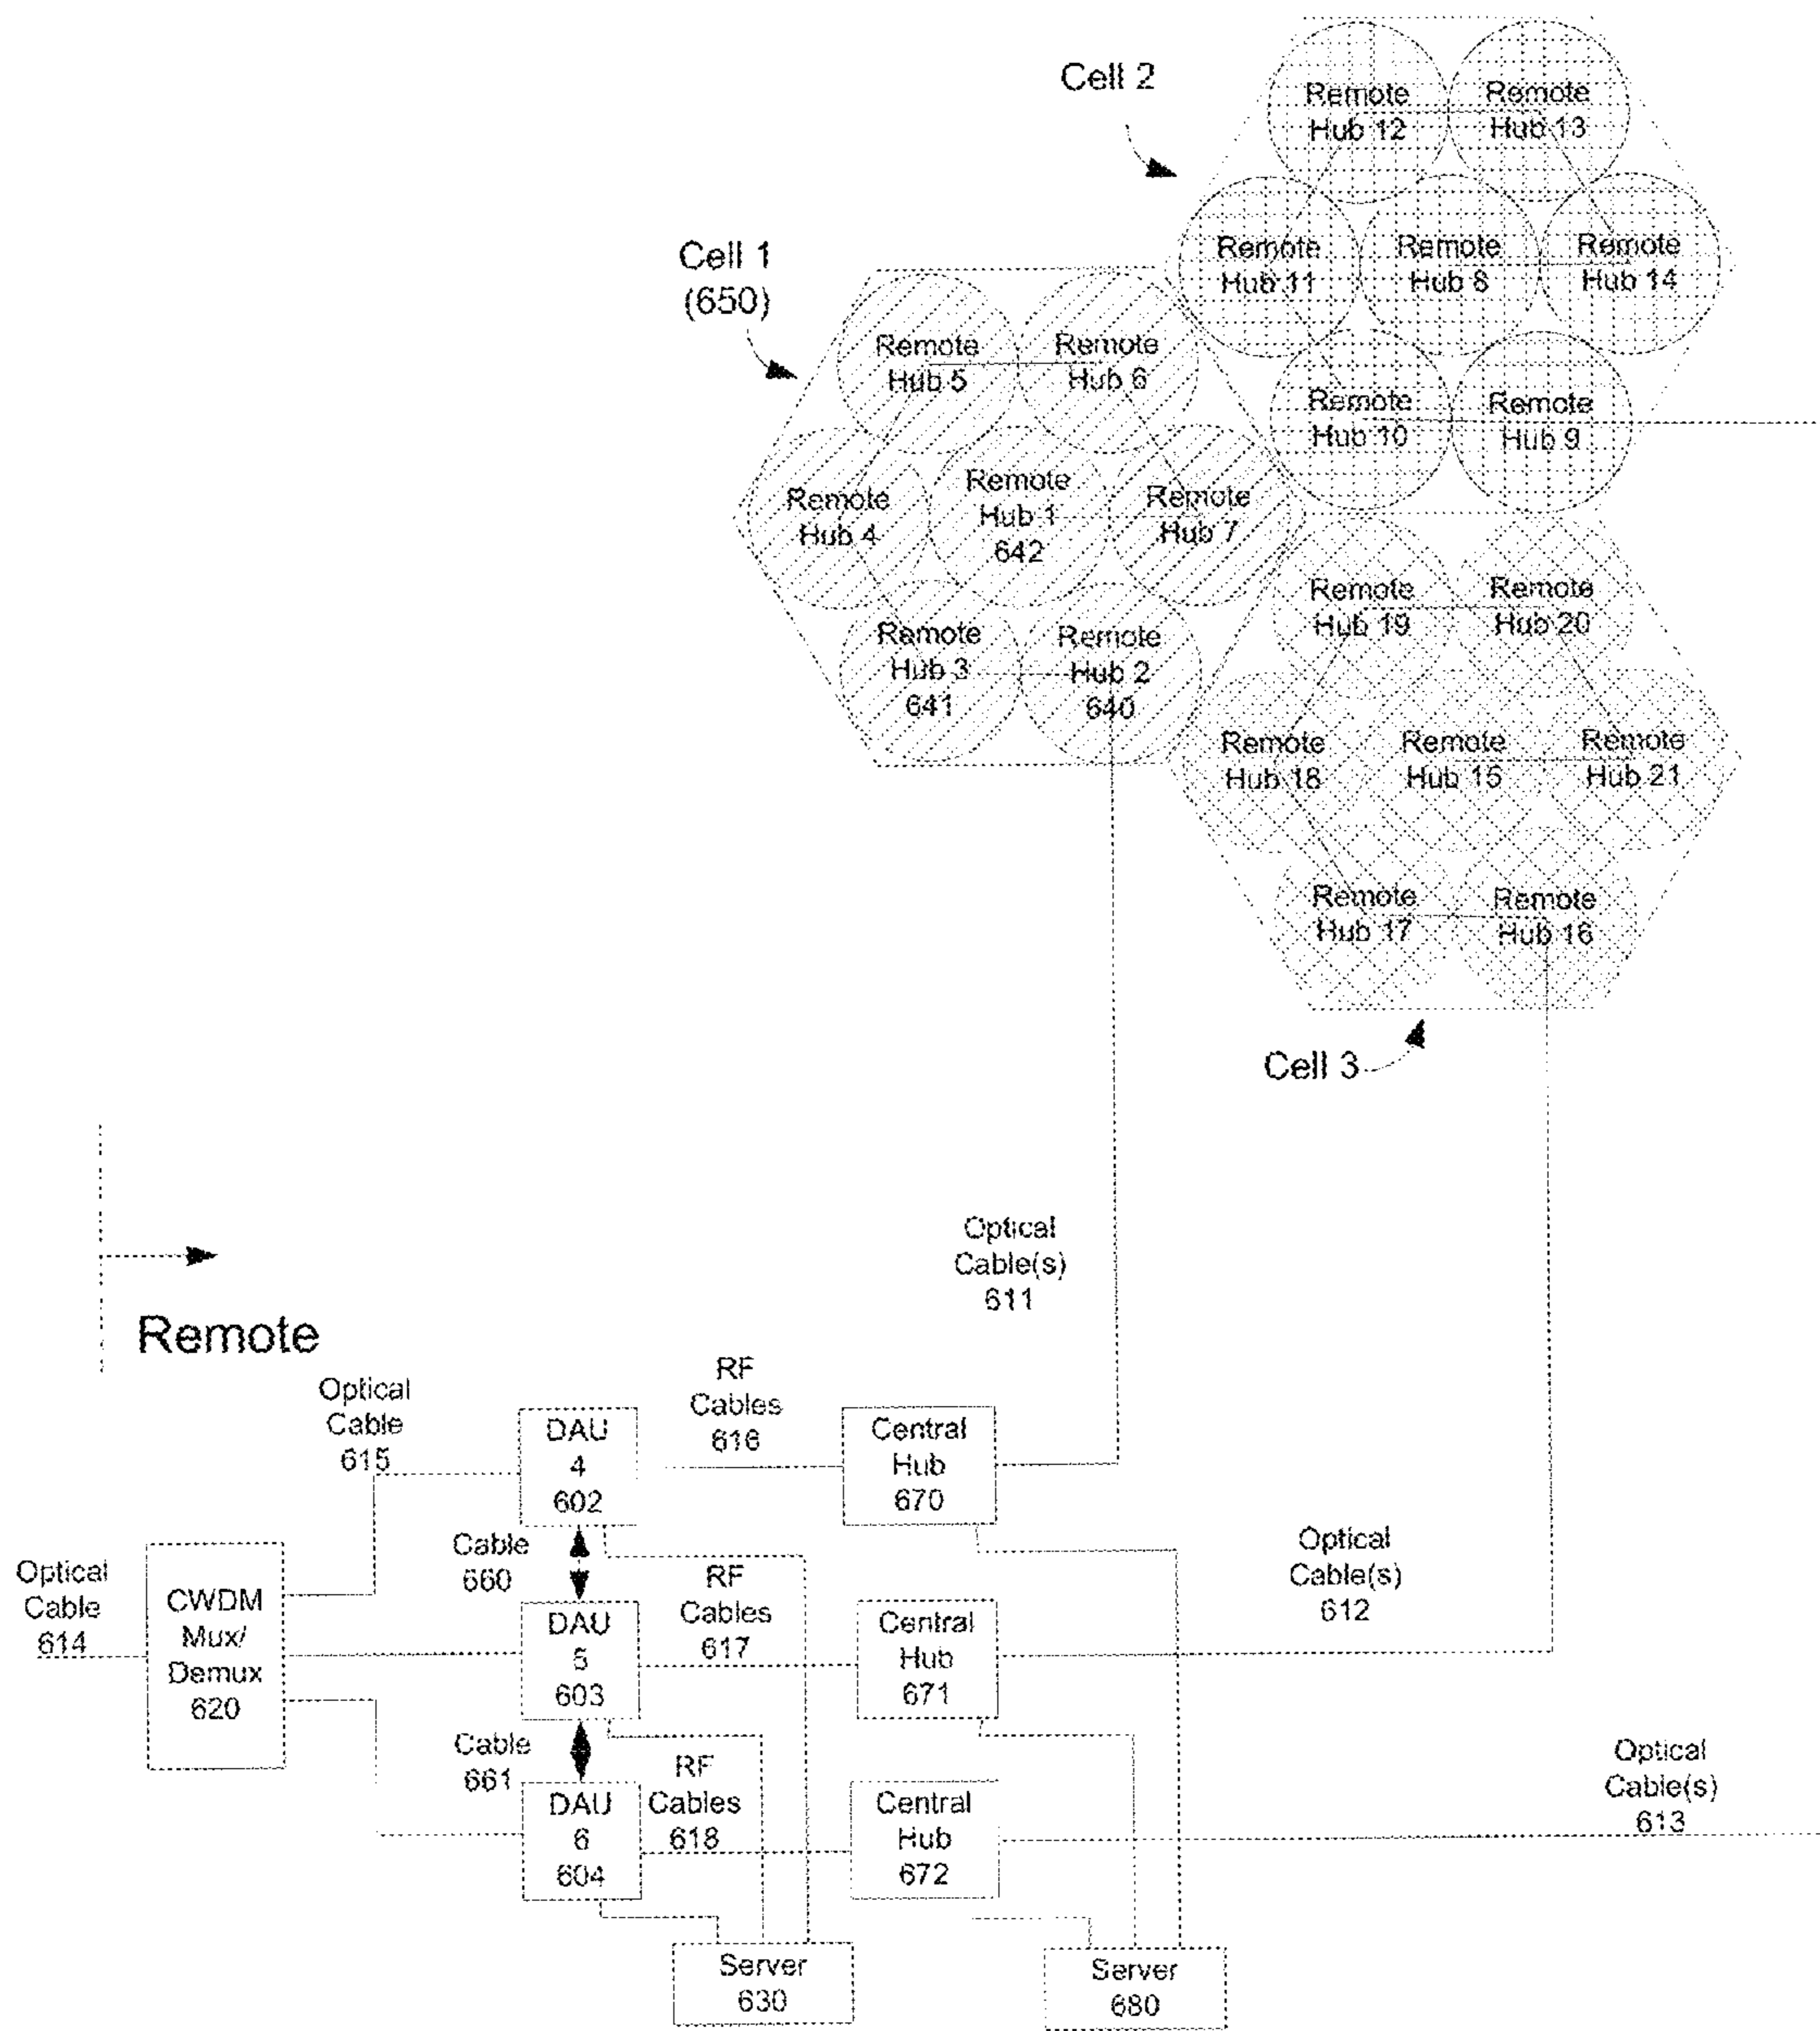 Cell 2
Remote
Hub 12
Remote
Hub 13
Remote
Hub 11
Remote
Hub 8
Remote
Hub 14
Remote
Hub 10
Remote
Hub 9
Cell 1
(650)
Remote
Hub 5
Remote
Hub 6
Remote
Hub 4
Remote
Hub 1
642
Remote
Hub 7
Remote
Hub 3
641
Remote
Hub 2
640
Remote
Hub 19
Remote
Hub 20
Remote
Hub 18
Remote
Hub 15
Remote
Hub 21
Remote
Hub 17
Remote
Hub 16
Cell 3
Remote
Optical
Cable(s)
611
Optical
Cable
615
DAU
4
602
RF
Cables
616
Central
Hub
670
Optical
Cable
614
CWDM
Mux/
Demux
620
Cable
660
DAU
5
603
RF
Cables
617
Central
Hub
671
Optical
Cable(s)
612
Cable
661
DAU
6
604
RF
Cables
618
Central
Hub
672
Optical
Cable(s)
613
Server
630
Server
680